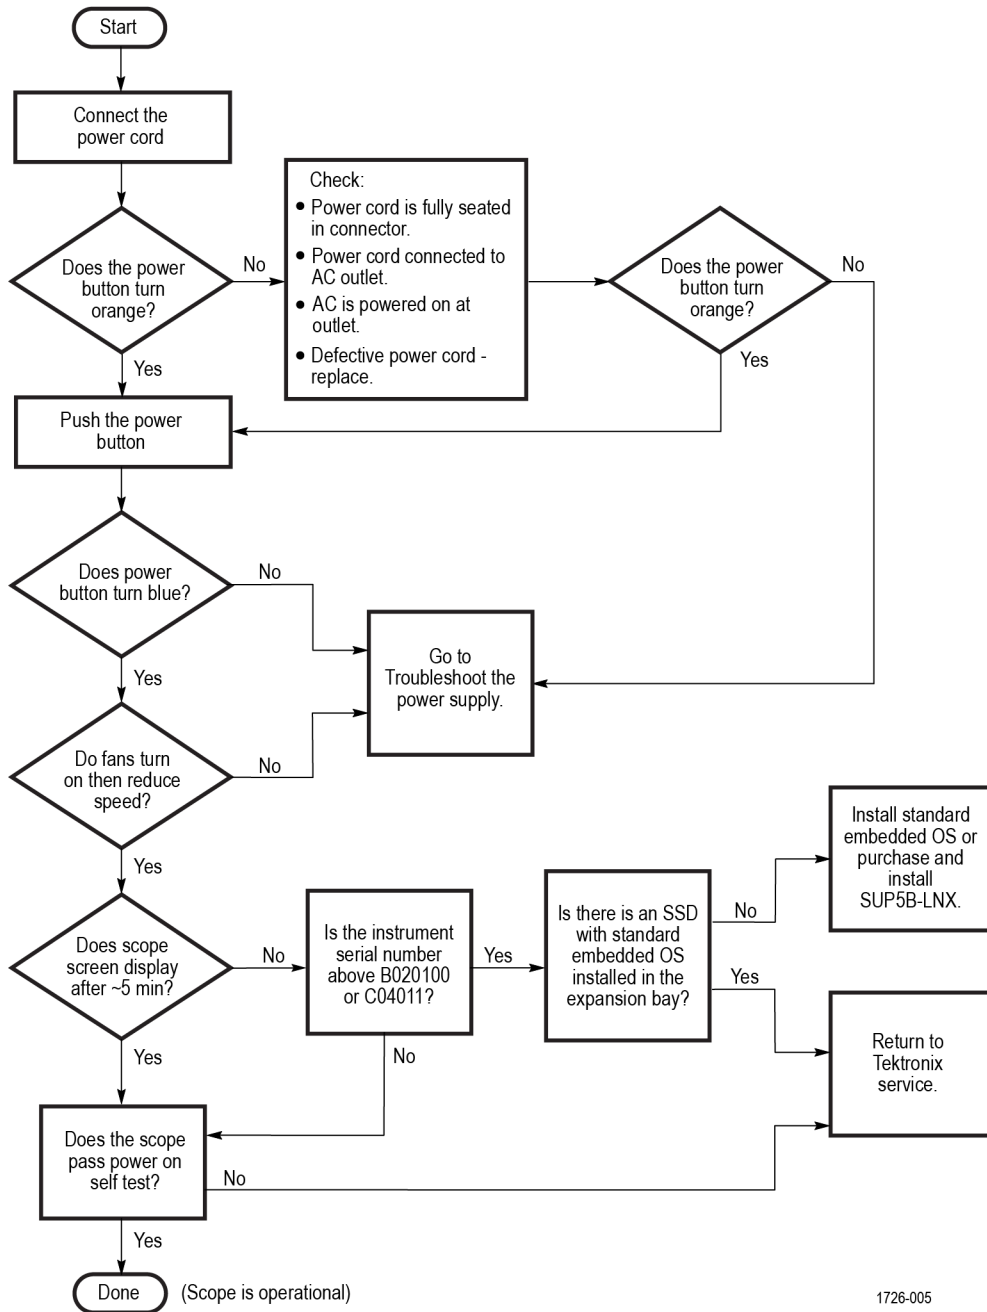 Start
Connect the
power cord
Check:
• Power cord is fully seated
in connector.
• Power cord connected to
AC outlet.
• AC is powered on at
outlet.
• Defective power cord -
replace.
Does the power
button turn
orange?
No
Does the power
button turn
orange?
No
Yes
Yes
Push the power
button
Does power
button turn blue?
No
Go to
Troubleshoot the
power supply.
Yes
Do fans turn
on then reduce
speed?
No
Yes
Install standard
embedded OS or
purchase and
install
SUP5B-LNX.
Does scope
screen display
after ~5 min?
No
Is the instrument
serial number
above B020100
or C04011?
Yes
Is there is an SSD
with standard
embedded OS
installed in the
expansion bay?
No
Yes
Return to
Tektronix
service.
Yes
No
Does the scope
pass power on
self test?
No
Yes
Done
(Scope is operational)
1726-005